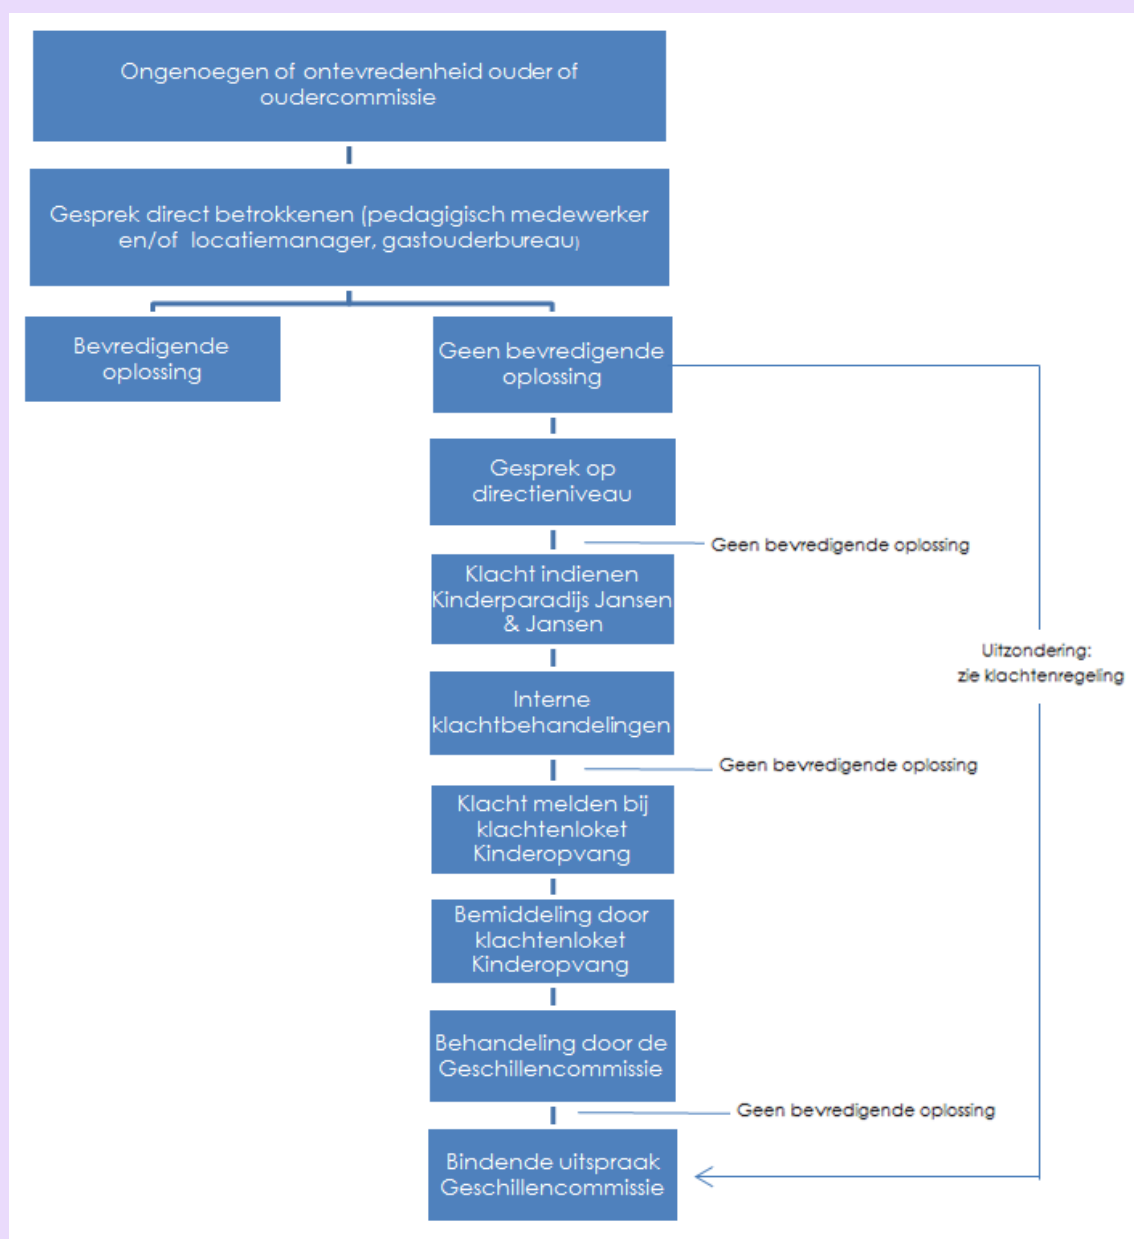 Ongenoegen of ontevredenheid ouder of
oudercommissie
Gesprek direct betrokkenen (pedagigisch medewerker
en/of locatiemanager, gastouderbureau)
Bevredigende
oplossing
Geen bevredigende
oplossing
Gesprek op
directieniveau
Geen bevredigende oplossing
Klacht indienen
Kinderparadijs Jansen
& Jansen
Uitzondering:
zie klachtenregeling
Interne
klachtbehandelingen
Geen bevredigende oplossing
Klacht melden bij
klachtenloket
Kinderopvang
Bemiddeling door
klachtenloket
Kinderopvang
Behandeling door de
Geschillencommissie
Geen bevredigende oplossing
Bindende uitspraak
Geschillencommissie